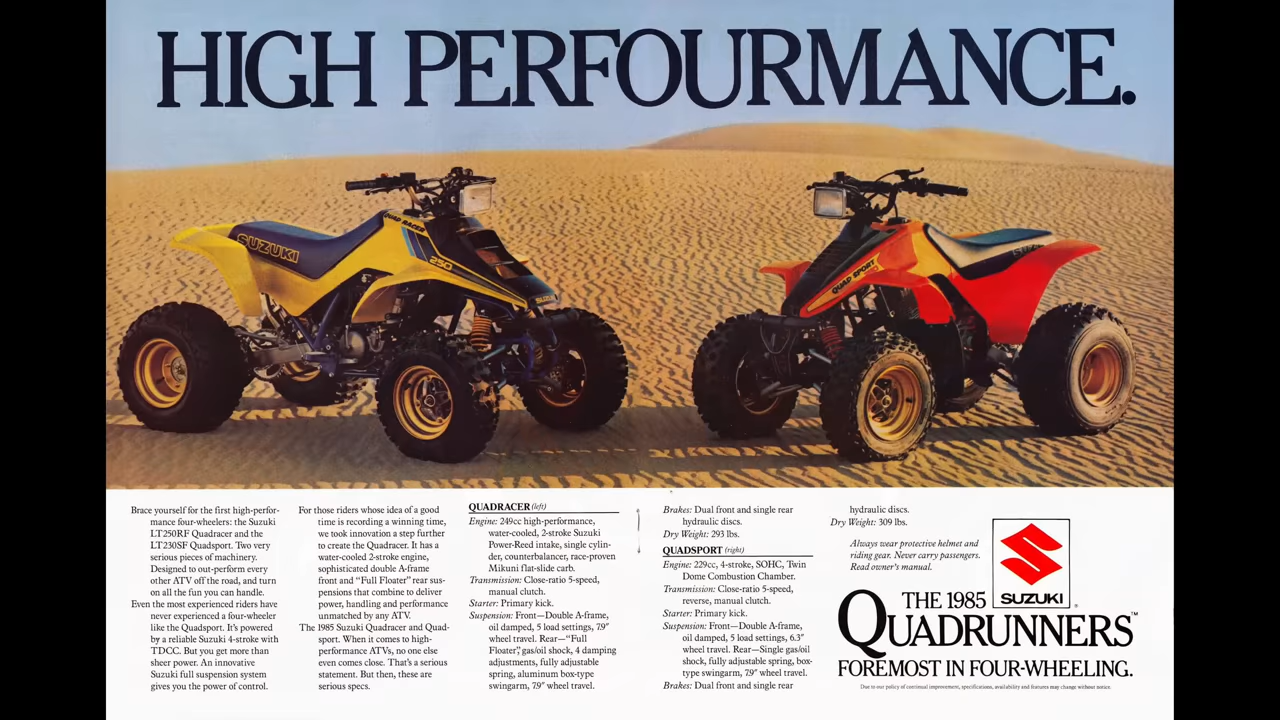 HIGH PERFOURMANCE.
QUAD RACER
SUZUKI
250
SUZUKI
QUAD SPORT
SUZUKI
Brace yourself for the first high-perfor-
mance four-wheelers: the Suzuki
LT250RF Quadracer and the
LT230SF Quadsport. Two very
serious pieces of machinery.
Designed to out-perform every
other ATV off the road, and turn
on all the fun you can handle.
Even the most experienced riders have
never experienced a four-wheeler
like the Quadsport. It's powered
by a reliable Suzuki 4-stroke with
TDCC. But you get more than
sheer power. An innovative
Suzuki full suspension system
gives you the power of control.
For those riders whose idea of a good
time is recording a winning time,
we took innovation a step further
to create the Quadracer. It has a
water-cooled 2-stroke engine,
sophisticated double A-frame
front and “Full Floater” rear sus-
pensions that combine to deliver
power, handling and performance
unmatched by any ATV.
The 1985 Suzuki Quadracer and Quad-
sport. When it comes to high-
performance ATVs, no one else
even comes close. That's a serious
statement. But then, these are
serious specs.
QUADRACER (left)
Engine: 249cc high-performance,
water-cooled, 2-stroke Suzuki
Power-Reed intake, single cylin-
der, counterbalancer, race-proven
Mikuni flat-slide carb.
Transmission: Close-ratio 5-speed,
manual clutch.
Starter: Primary kick.
Suspension: Front—Double A-frame,
oil damped, 5 load settings, 7.9"
wheel travel. Rear—“Full
Floater,” gas/oil shock, 4 damping
adjustments, fully adjustable
spring, aluminum box-type
swingarm, 7.9" wheel travel.
Brakes: Dual front and single rear
hydraulic discs.
Dry Weight: 293 lbs.
QUADSPORT (right)
Engine: 229cc, 4-stroke, SOHC, Twin
Dome Combustion Chamber.
Transmission: Close-ratio 5-speed,
reverse, manual clutch.
Starter: Primary kick.
Suspension: Front—Double A-frame,
oil damped, 5 load settings, 6.3"
wheel travel. Rear—Single gas/oil
shock, fully adjustable spring, box-
type swingarm, 7.9" wheel travel.
Brakes: Dual front and single rear
hydraulic discs.
Dry Weight: 309 lbs.
Always wear protective helmet and
riding gear. Never carry passengers.
Read owner's manual.
SUZUKI®
THE 1985
QUADRUNNERS™
FOREMOST IN FOUR-WHEELING.
Due to our policy of continual improvement, specifications, availability and features may change without notice.